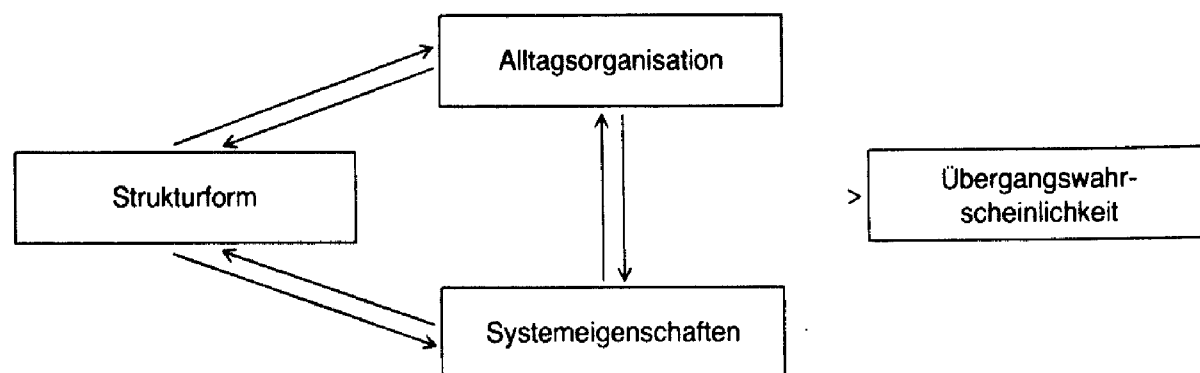 Alltagsorganisation
Strukturform
Übergangswahr-
scheinlichkeit
Systemeigenschaften